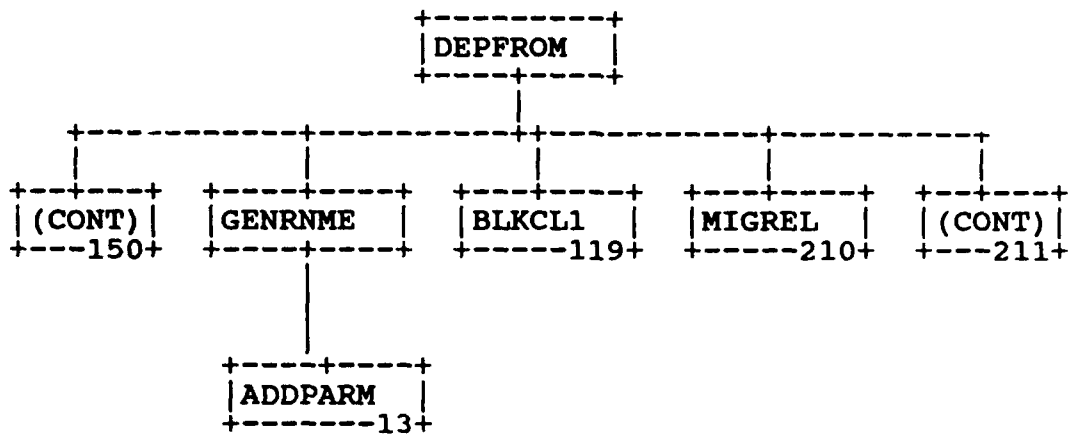 DEPFROM
(CONT) GENRNME BLKCL1 MIGREL (CONT)
150 119 210 211
ADDPARM
13